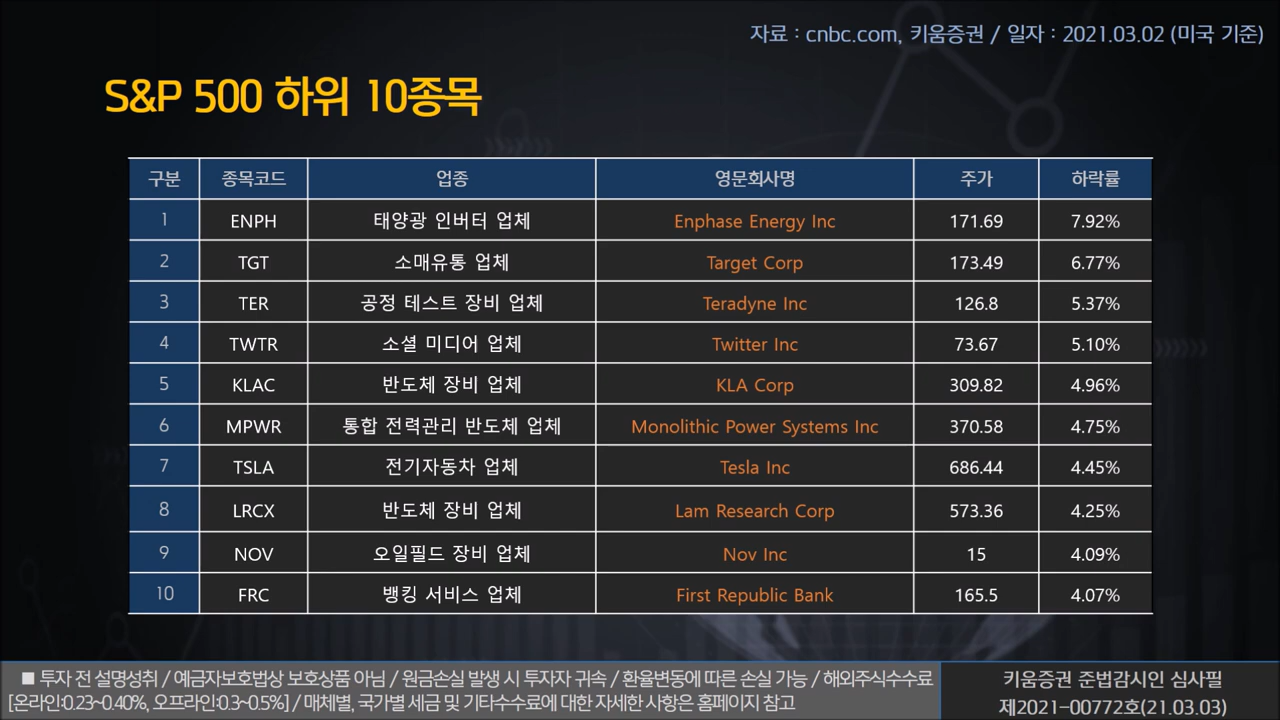 자료 : cnbc.com, 키움증권 / 일자 : 2021.03.02 (미국 기준)
S&P 500 하위 10종목
구분 종목코드 업종 영문회사명 주가 하락률
1 ENPH 태양광 인버터 업체 Enphase Energy Inc 171.69 7.92%
2 TGT 소매유통 업체 Target Corp 173.49 6.77%
3 TER 공정 테스트 장비 업체 Teradyne Inc 126.8 5.37%
4 TWTR 소셜 미디어 업체 Twitter Inc 73.67 5.10%
5 KLAC 반도체 장비 업체 KLA Corp 309.82 4.96%
6 MPWR 통합 전력관리 반도체 업체 Monolithic Power Systems Inc 370.58 4.75%
7 TSLA 전기자동차 업체 Tesla Inc 686.44 4.45%
8 LRCX 반도체 장비 업체 Lam Research Corp 573.36 4.25%
9 NOV 오일필드 장비 업체 Nov Inc 15 4.09%
10 FRC 뱅킹 서비스 업체 First Republic Bank 165.5 4.07%
■ 투자 전 설명성취 / 예금자보호법상 보호상품 아님 / 원금손실 발생 시 투자자 귀속 / 환율변동에 따른 손실 가능 / 해외주식수수료
[온라인:0.23~0.40%, 오프라인:0.3~0.5%] / 매체별, 국가별 세금 및 기타수수료에 대한 자세한 사항은 홈페이지 참고
키움증권 준법감시인 심사필
제2021-00772호(21.03.03)